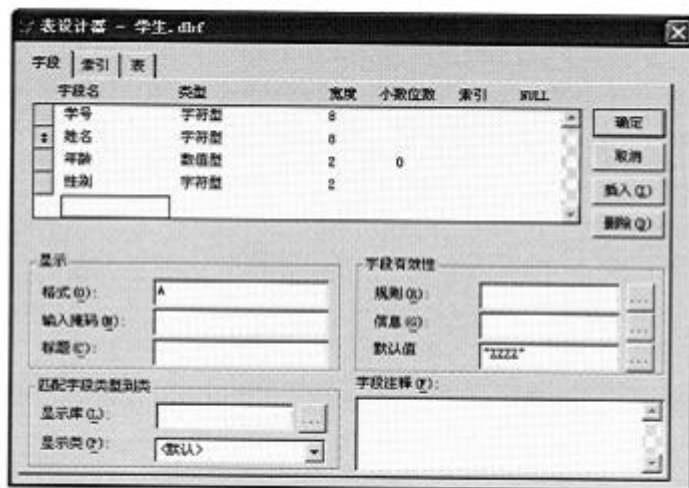 表设计器 - 学生.dbf
字段 索引 表
字段名 类型 宽度 小数位数 索引 NULL
学号 字符型 8
姓名 字符型 8
年龄 数值型 2 0
性别 字符型 2
确定
取消
插入(I)
删除(D)
显示
格式(O): A
输入掩码(M):
标题(C):
字段有效性
规则(R):
信息(G):
默认值 "ZZZZ"
匹配字段类型到类
显示库(L):
显示类(P): <默认>
字段注释(F):